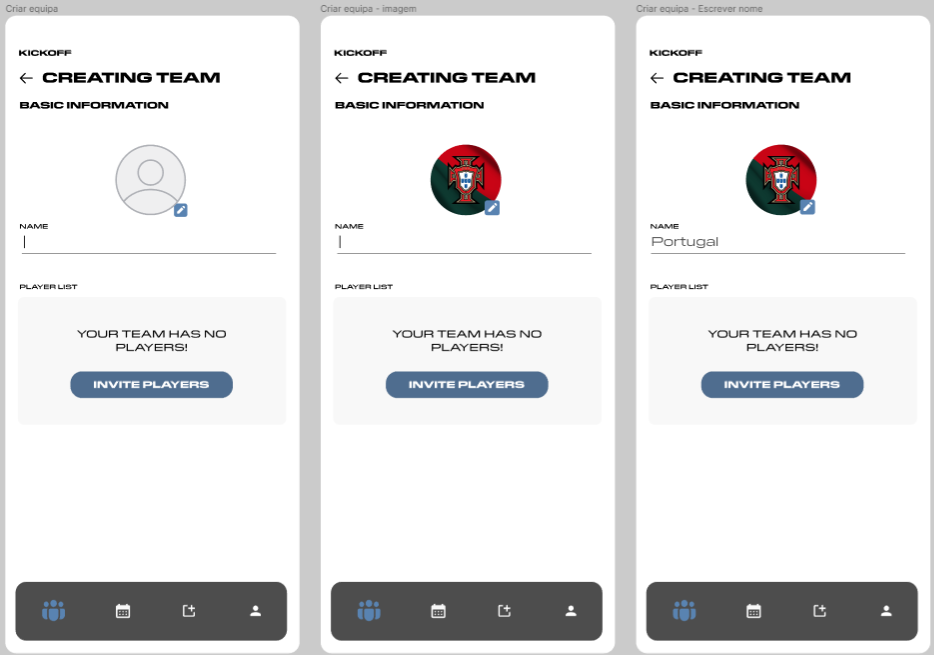 Criar equipa
KICKOFF
← CREATING TEAM
BASIC INFORMATION
NAME
PLAYER LIST
YOUR TEAM HAS NO
PLAYERS!
INVITE PLAYERS
Criar equipa - imagem
KICKOFF
← CREATING TEAM
BASIC INFORMATION
NAME
PLAYER LIST
YOUR TEAM HAS NO
PLAYERS!
INVITE PLAYERS
Criar equipa - Escrever nome
KICKOFF
← CREATING TEAM
BASIC INFORMATION
NAME
Portugal
PLAYER LIST
YOUR TEAM HAS NO
PLAYERS!
INVITE PLAYERS